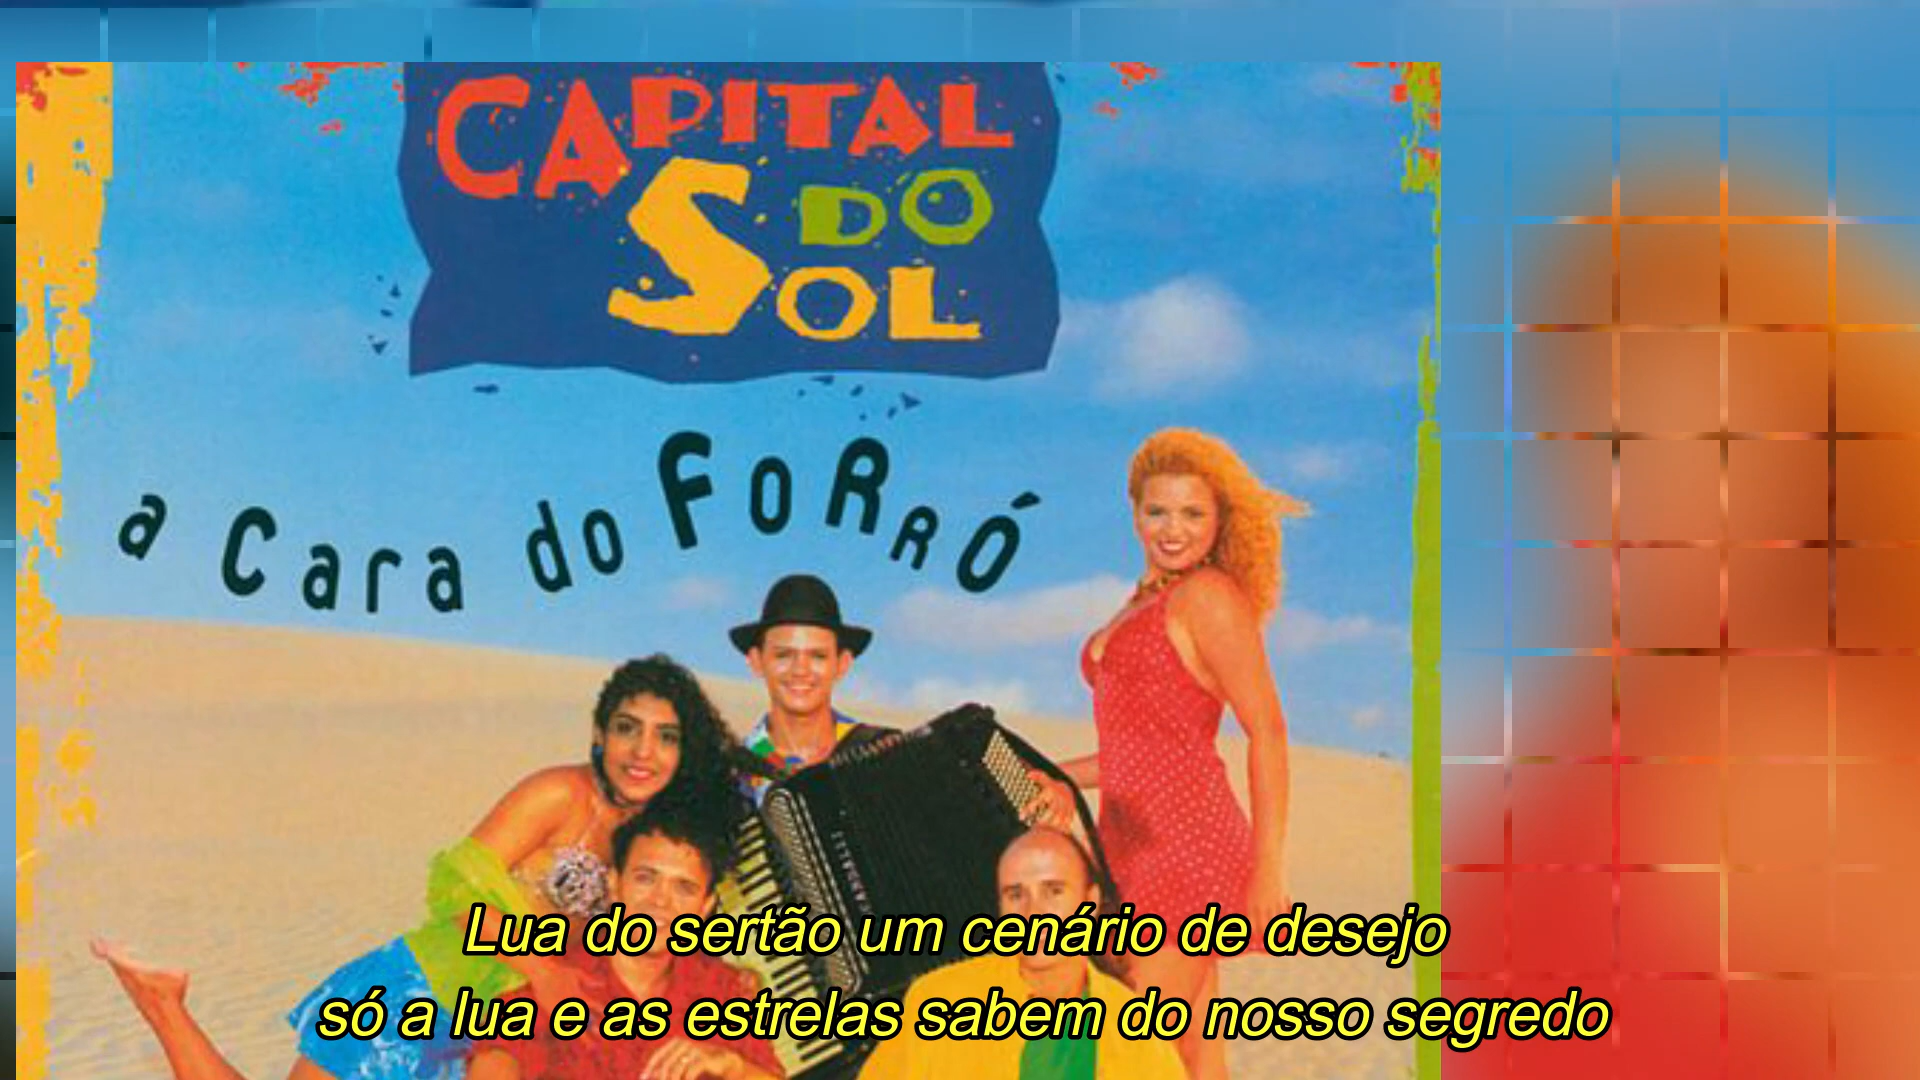 CAPITAL
DO
SOL
a cara do FORRÓ
Lua do sertão um cenário de desejo
só a lua e as estrelas sabem do nosso segredo